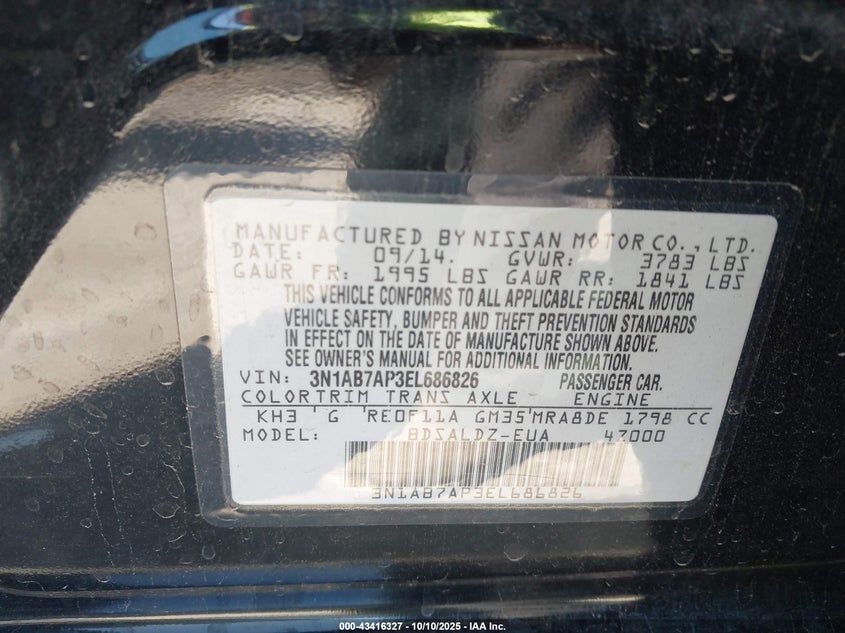 MANUFACTURED BY NISSAN MOTOR CO., LTD.
DATE: 09/14. GVWR: 3783 LBS
GAWR FR: 1995 LBS GAWR RR: 1841 LBS
THIS VEHICLE CONFORMS TO ALL APPLICABLE FEDERAL MOTOR
VEHICLE SAFETY, BUMPER AND THEFT PREVENTION STANDARDS
IN EFFECT ON THE DATE OF MANUFACTURE SHOWN ABOVE.
SEE OWNER'S MANUAL FOR ADDITIONAL INFORMATION.
VIN: 3N1AB7AP3EL686826 PASSENGER CAR.
COLOR TRIM TRANS AXLE ENGINE
KH3 G RE0F11A GM35 MRA8DE 1798 CC
MODEL: BDSALDZ-EUA 47000
3N1AB7AP3EL686826
000-43416327 - 10/10/2025 - IAA Inc.